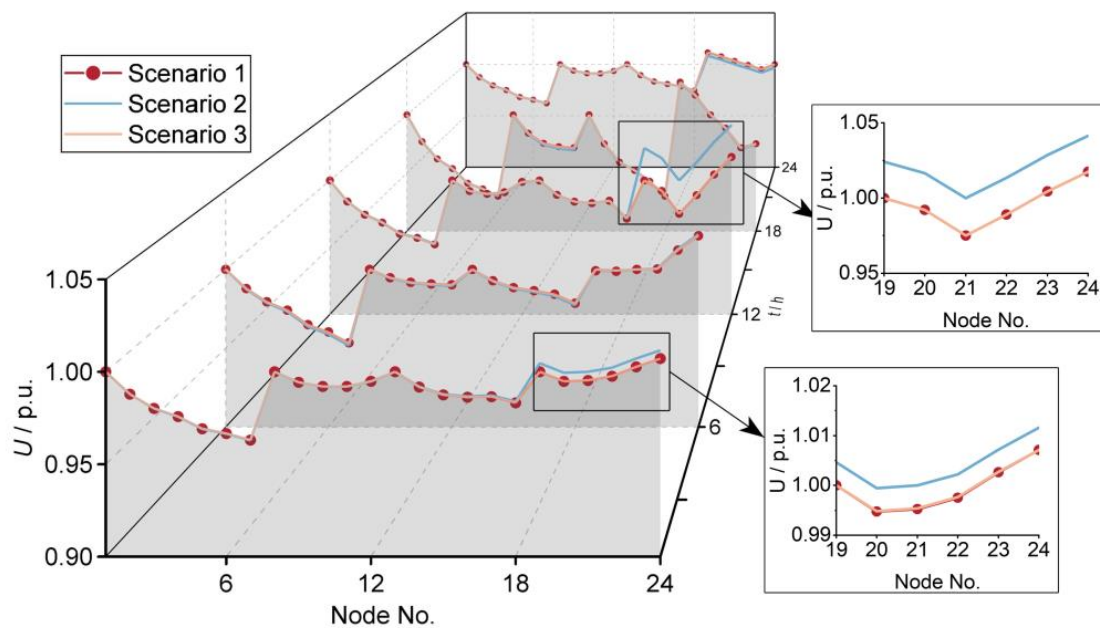 Scenario 1
Scenario 2
Scenario 3
U / p.u.
1.05
1.00
0.95
0.90
6
12
18
24
Node No.
6
12
18
24
t/h
U / p.u.
1.05
1.00
0.95
19 20 21 22 23 24
Node No.
U / p.u.
1.02
1.01
1.00
0.99
19 20 21 22 23 24
Node No.